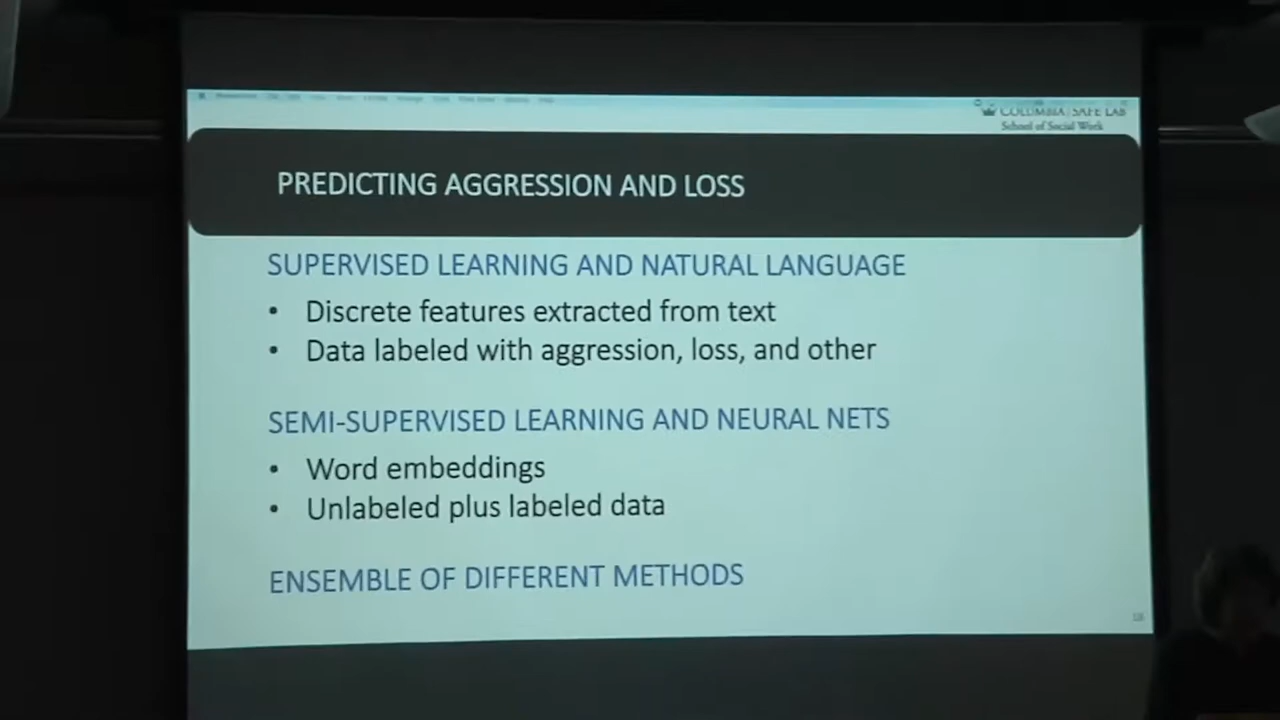 COLUMBIA | SAFE LAB
School of Social Work
PREDICTING AGGRESSION AND LOSS
SUPERVISED LEARNING AND NATURAL LANGUAGE
• Discrete features extracted from text
• Data labeled with aggression, loss, and other
SEMI-SUPERVISED LEARNING AND NEURAL NETS
• Word embeddings
• Unlabeled plus labeled data
ENSEMBLE OF DIFFERENT METHODS